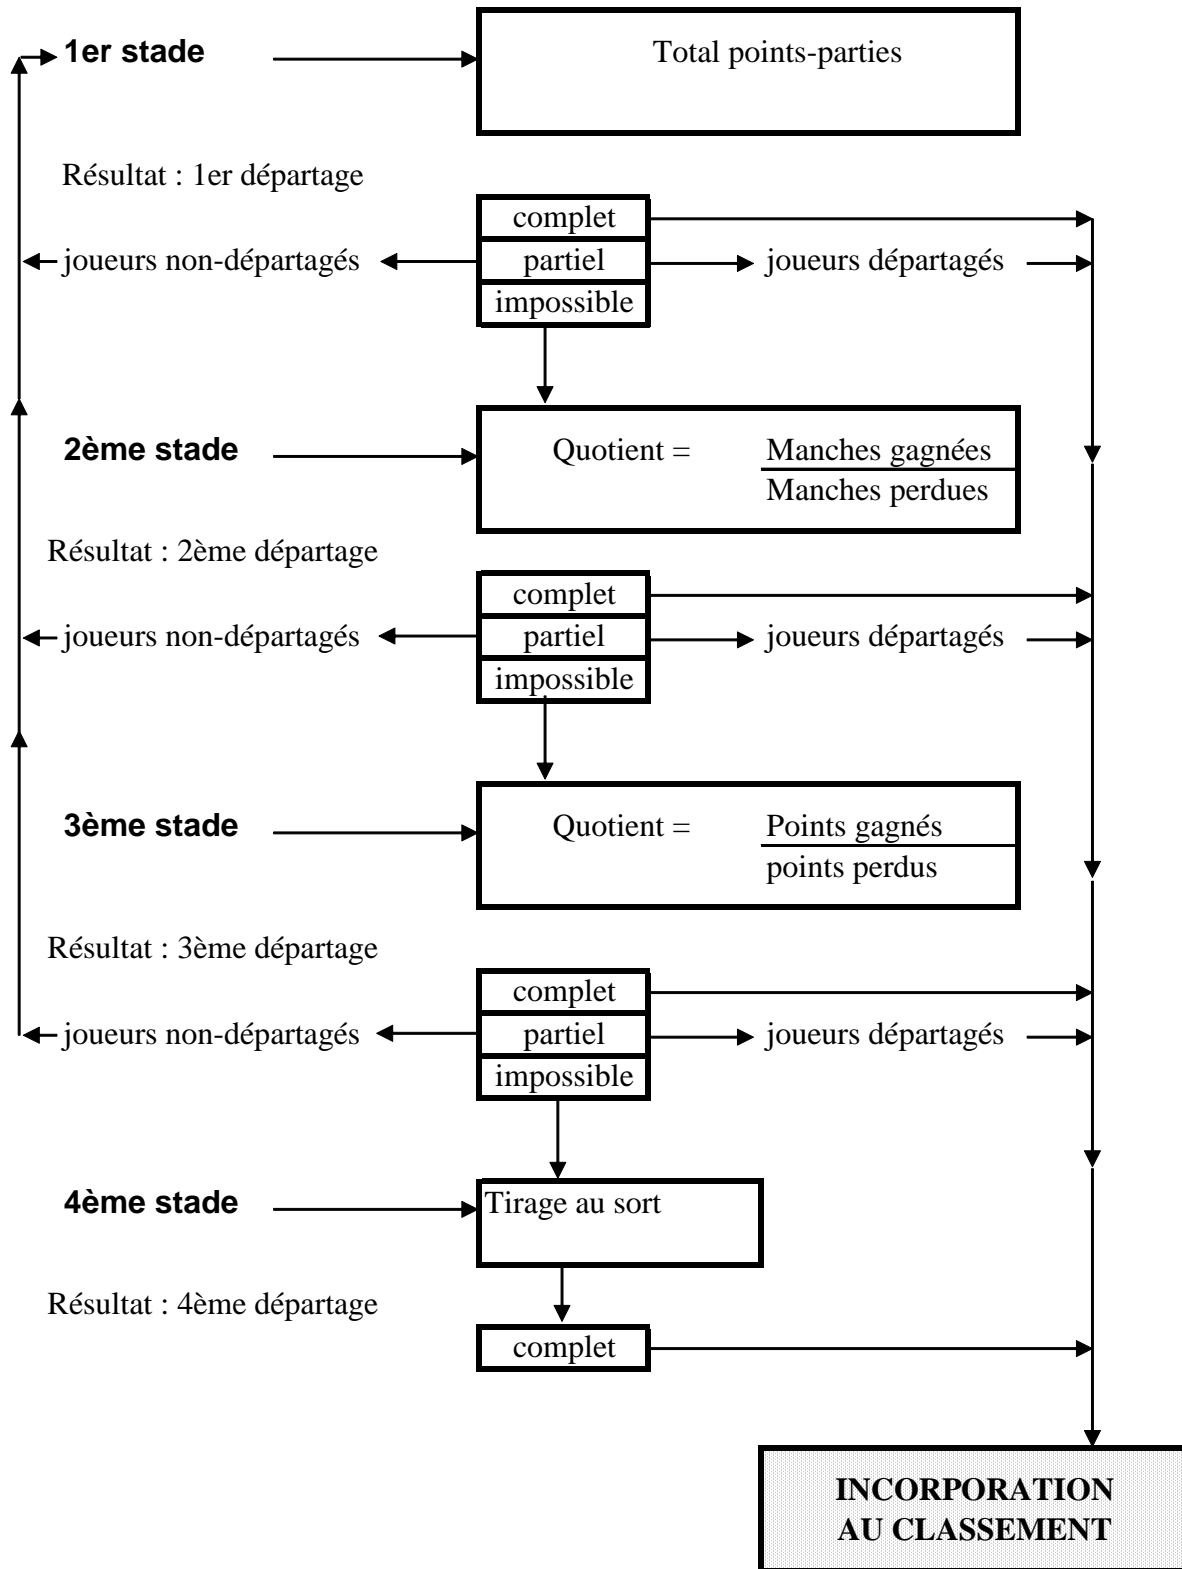 1er stade
Total points-parties
Résultat : 1er départage
complet
joueurs non-départagés
partiel
joueurs départagés
impossible
2ème stade
Quotient =
Manches gagnées
Manches perdues
Résultat : 2ème départage
complet
joueurs non-départagés
partiel
joueurs départagés
impossible
3ème stade
Quotient =
Points gagnés
points perdus
Résultat : 3ème départage
complet
joueurs non-départagés
partiel
joueurs départagés
impossible
4ème stade
Tirage au sort
Résultat : 4ème départage
complet
INCORPORATION
AU CLASSEMENT